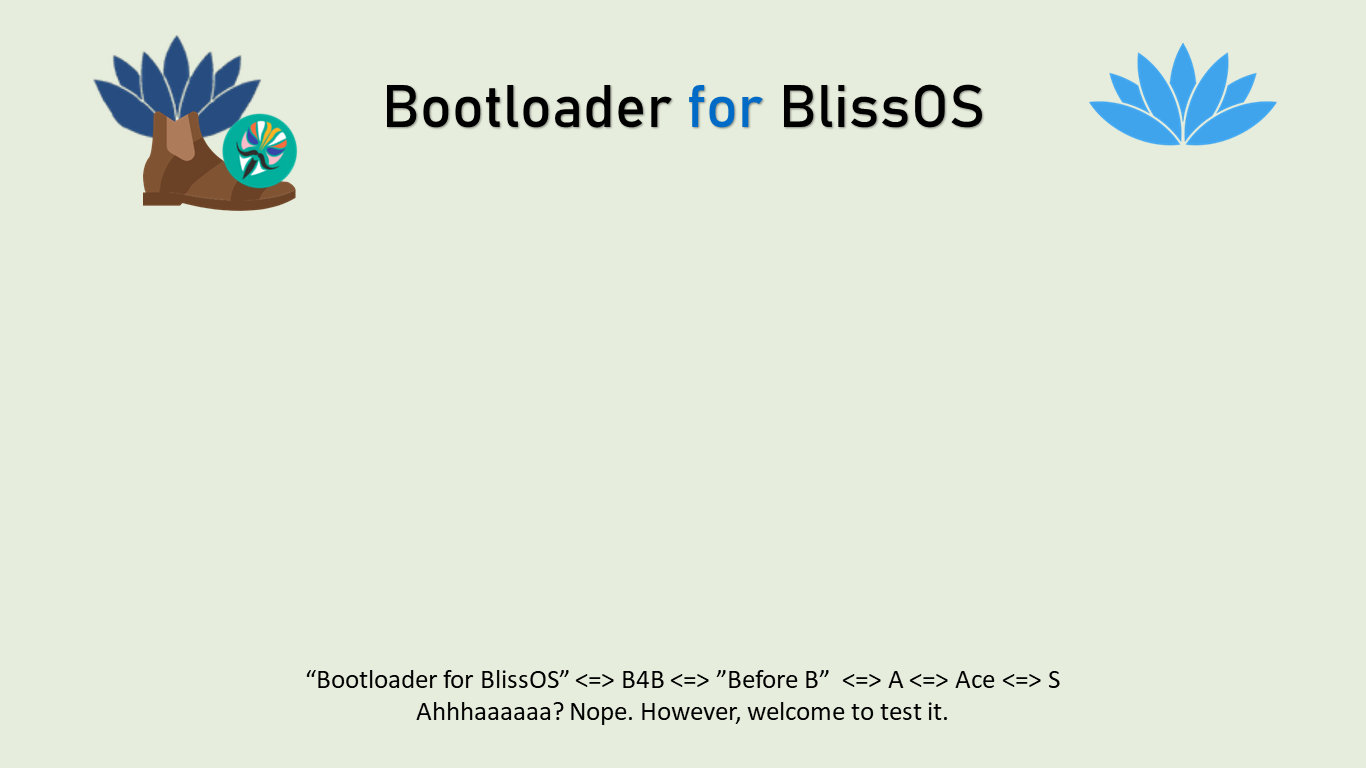 Bootloader for BlissOS
“Bootloader for BlissOS” <=> B4B <=> ”Before B”  <=> A <=> Ace <=> S
Ahhhaaaaaa? Nope. However, welcome to test it.